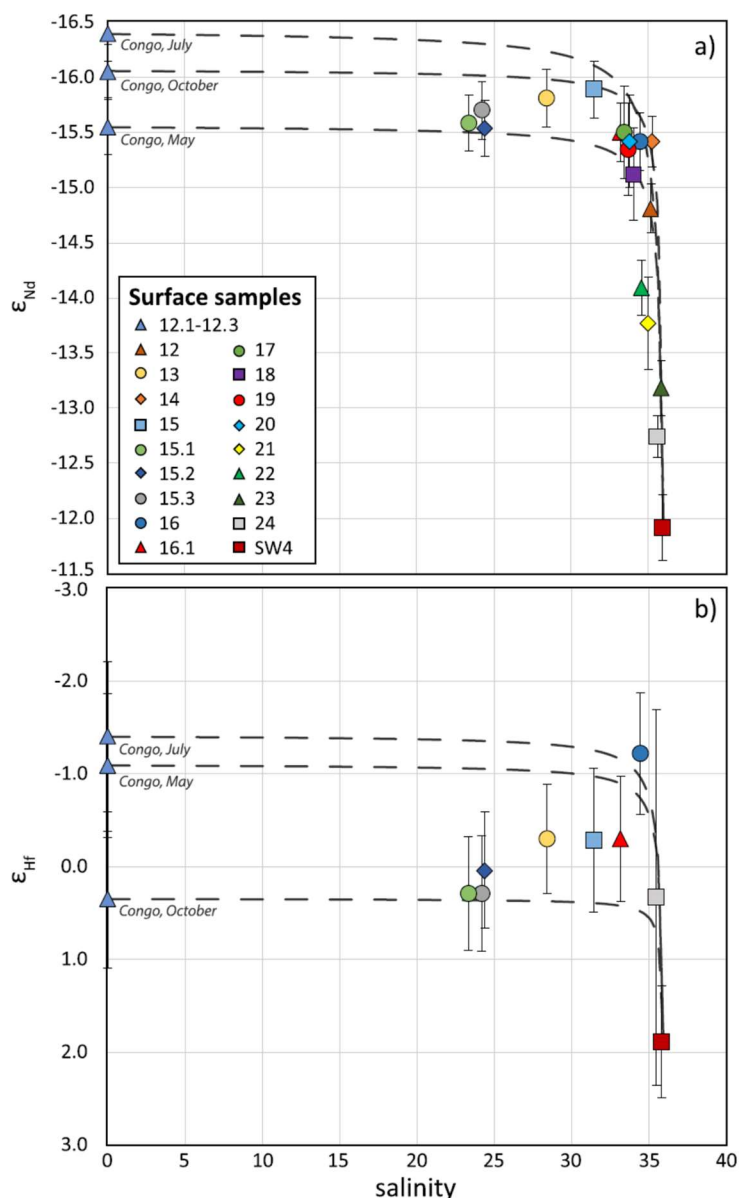 a)
-16.5
-16.0
-15.5
-15.0
-14.5
-14.0
-13.5
-13.0
-12.5
-12.0
-11.5
εNd
Congo, July
Congo, October
Congo, May
Surface samples
12.1-12.3
12
13
14
15
15.1
15.2
15.3
16
16.1
17
18
19
20
21
22
23
24
SW4
b)
-3.0
-2.0
-1.0
0.0
1.0
2.0
3.0
εHf
Congo, July
Congo, May
Congo, October
0 5 10 15 20 25 30 35 40
salinity